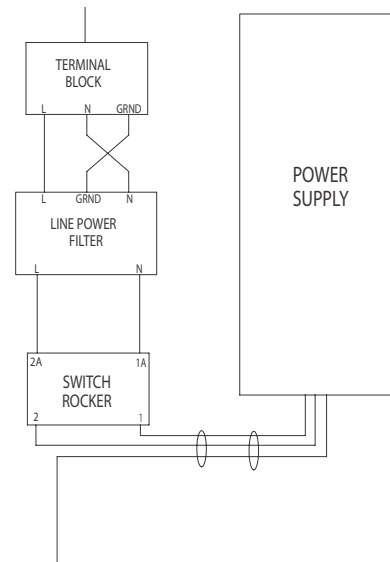 TERMINAL
BLOCK
L N GRND
L GRND N
LINE POWER
FILTER
L N
2A 1A
SWITCH
ROCKER
2 1
POWER
SUPPLY